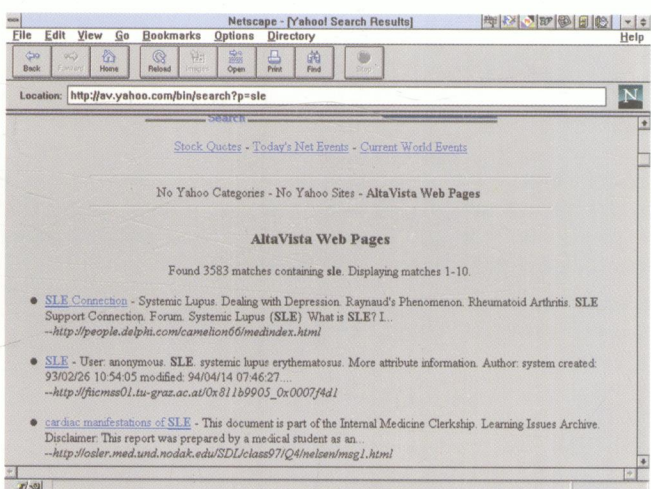 Netscape - [Yahoo! Search Results]
File Edit View Go Bookmarks Options Directory Help
Back Forward Home Reload Images Open Print Find Stop
Location: http://av.yahoo.com/bin/search?p=sle
N
Search
Stock Quotes - Today's Net Events - Current World Events
No Yahoo Categories - No Yahoo Sites - AltaVista Web Pages
AltaVista Web Pages
Found 3583 matches containing sle. Displaying matches 1-10.
SLE Connection - Systemic Lupus. Dealing with Depression. Raynaud's Phenomenon. Rheumatoid Arthritis. SLE
Support Connection. Forum. Systemic Lupus (SLE) What is SLE? I...
--http://people.delphi.com/camelion66/medindex.html
SLE - User: anonymous. SLE. systemic lupus erythematosus. More attribute information. Author: system created:
93/02/26 10:54:05 modified: 94/04/14 07:46:27....
--http://fiicmss01.tu-graz.ac.at/0x811b9905_0x0007f4d1
cardiac manifestations of SLE - This document is part of the Internal Medicine Clerkship. Learning Issues Archive.
Disclaimer: This report was prepared by a medical student as an...
--http://osler.med.und.nodak.edu/SDL/class97/Q4/nelsen/msg1.html